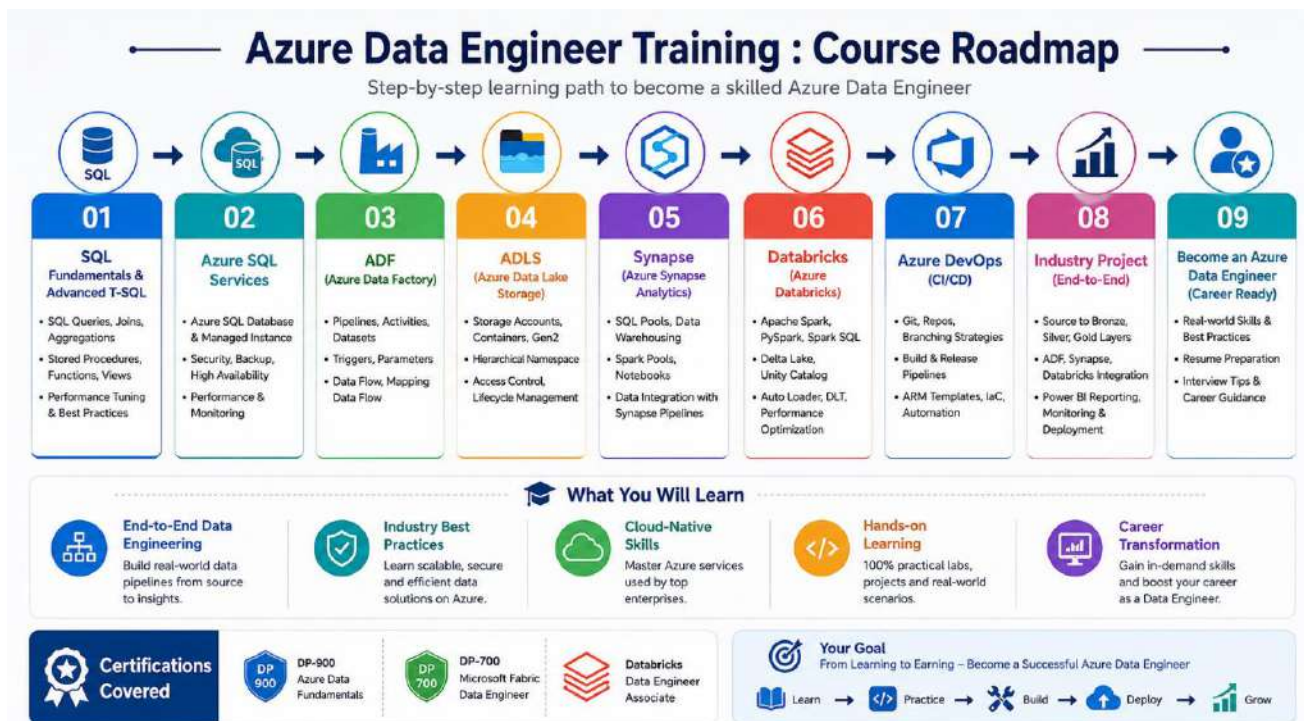 Azure Data Engineer Training : Course Roadmap
Step-by-step learning path to become a skilled Azure Data Engineer
SQL
SQL
01
SQL
Fundamentals &
Advanced T-SQL
• SQL Queries, Joins,
Aggregations
• Stored Procedures,
Functions, Views
• Performance Tuning
& Best Practices
02
Azure SQL
Services
• Azure SQL Database
& Managed Instance
• Security, Backup,
High Availability
• Performance &
Monitoring
03
ADF
(Azure Data Factory)
• Pipelines, Activities,
Datasets
• Triggers, Parameters
• Data Flow, Mapping
Data Flow
04
ADLS
(Azure Data Lake
Storage)
• Storage Accounts,
Containers, Gen2
• Hierarchical Namespace
• Access Control,
Lifecycle Management
05
Synapse
(Azure Synapse
Analytics)
• SQL Pools, Data
Warehousing
• Spark Pools,
Notebooks
• Data Integration with
Synapse Pipelines
06
Databricks
(Azure
Databricks)
• Apache Spark,
PySpark, Spark SQL
• Delta Lake,
Unity Catalog
• Auto Loader, DLT,
Performance
Optimization
07
Azure DevOps
(CI/CD)
• Git, Repos,
Branching Strategies
• Build & Release
Pipelines
• ARM Templates, IaC,
Automation
08
Industry Project
(End-to-End)
• Source to Bronze,
Silver, Gold Layers
• ADF, Synapse,
Databricks Integration
• Power BI Reporting,
Monitoring &
Deployment
09
Become an Azure
Data Engineer
(Career Ready)
• Real-world Skills &
Best Practices
• Resume Preparation
• Interview Tips &
Career Guidance
What You Will Learn
End-to-End Data
Engineering
Build real-world data
pipelines from source
to insights.
Industry Best
Practices
Learn scalable, secure
and efficient data
solutions on Azure.
Cloud-Native
Skills
Master Azure services
used by top
enterprises.
Hands-on
Learning
100% practical labs,
projects and real-world
scenarios.
Career
Transformation
Gain in-demand skills
and boost your career
as a Data Engineer.
Certifications
Covered
DP
900
DP-900
Azure Data
Fundamentals
DP
700
DP-700
Microsoft Fabric
Data Engineer
Databricks
Data Engineer
Associate
Your Goal
From Learning to Earning – Become a Successful Azure Data Engineer
Learn
Practice
Build
Deploy
Grow